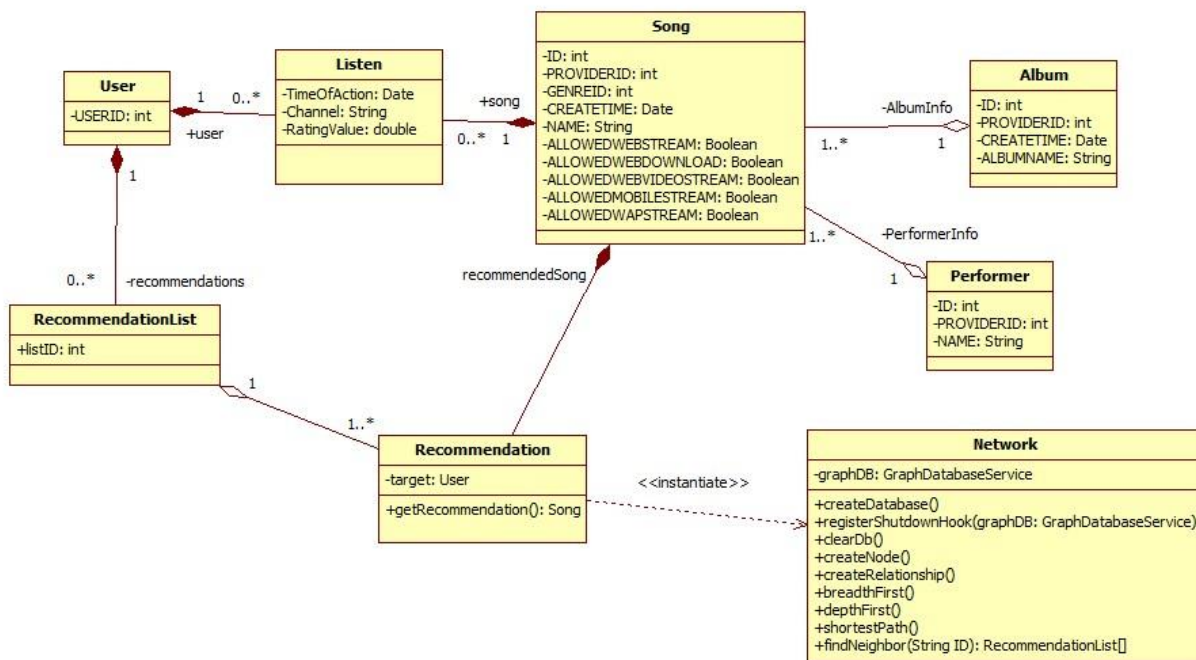 User
-USERID: int
1
0..*
+user
Listen
-TimeOfAction: Date
-Channel: String
-RatingValue: double
+song
0..*
1
Song
-ID: int
-PROVIDERID: int
-GENREID: int
-CREATETIME: Date
-NAME: String
-ALLOWEDWEBSTREAM: Boolean
-ALLOWEDWEBDOWNLOAD: Boolean
-ALLOWEDWEBVIDEOSTREAM: Boolean
-ALLOWEDMOBILESTREAM: Boolean
-ALLOWEDWAPSTREAM: Boolean
-AlbumInfo
1..*
1
Album
-ID: int
-PROVIDERID: int
-CREATETIME: Date
-ALBUMNAME: String
1..*
-PerformerInfo
1
Performer
-ID: int
-PROVIDERID: int
-NAME: String
1
0..*
-recommendations
recommendedSong
RecommendationList
+listID: int
1
1..*
Recommendation
-target: User
+getRecommendation(): Song
<<instantiate>>
Network
-graphDB: GraphDatabaseService
+createDatabase()
+registerShutdownHook(graphDB: GraphDatabaseService)
+clearDb()
+createNode()
+createRelationship()
+breadthFirst()
+depthFirst()
+shortestPath()
+findNeighbor(String ID): RecommendationList[]